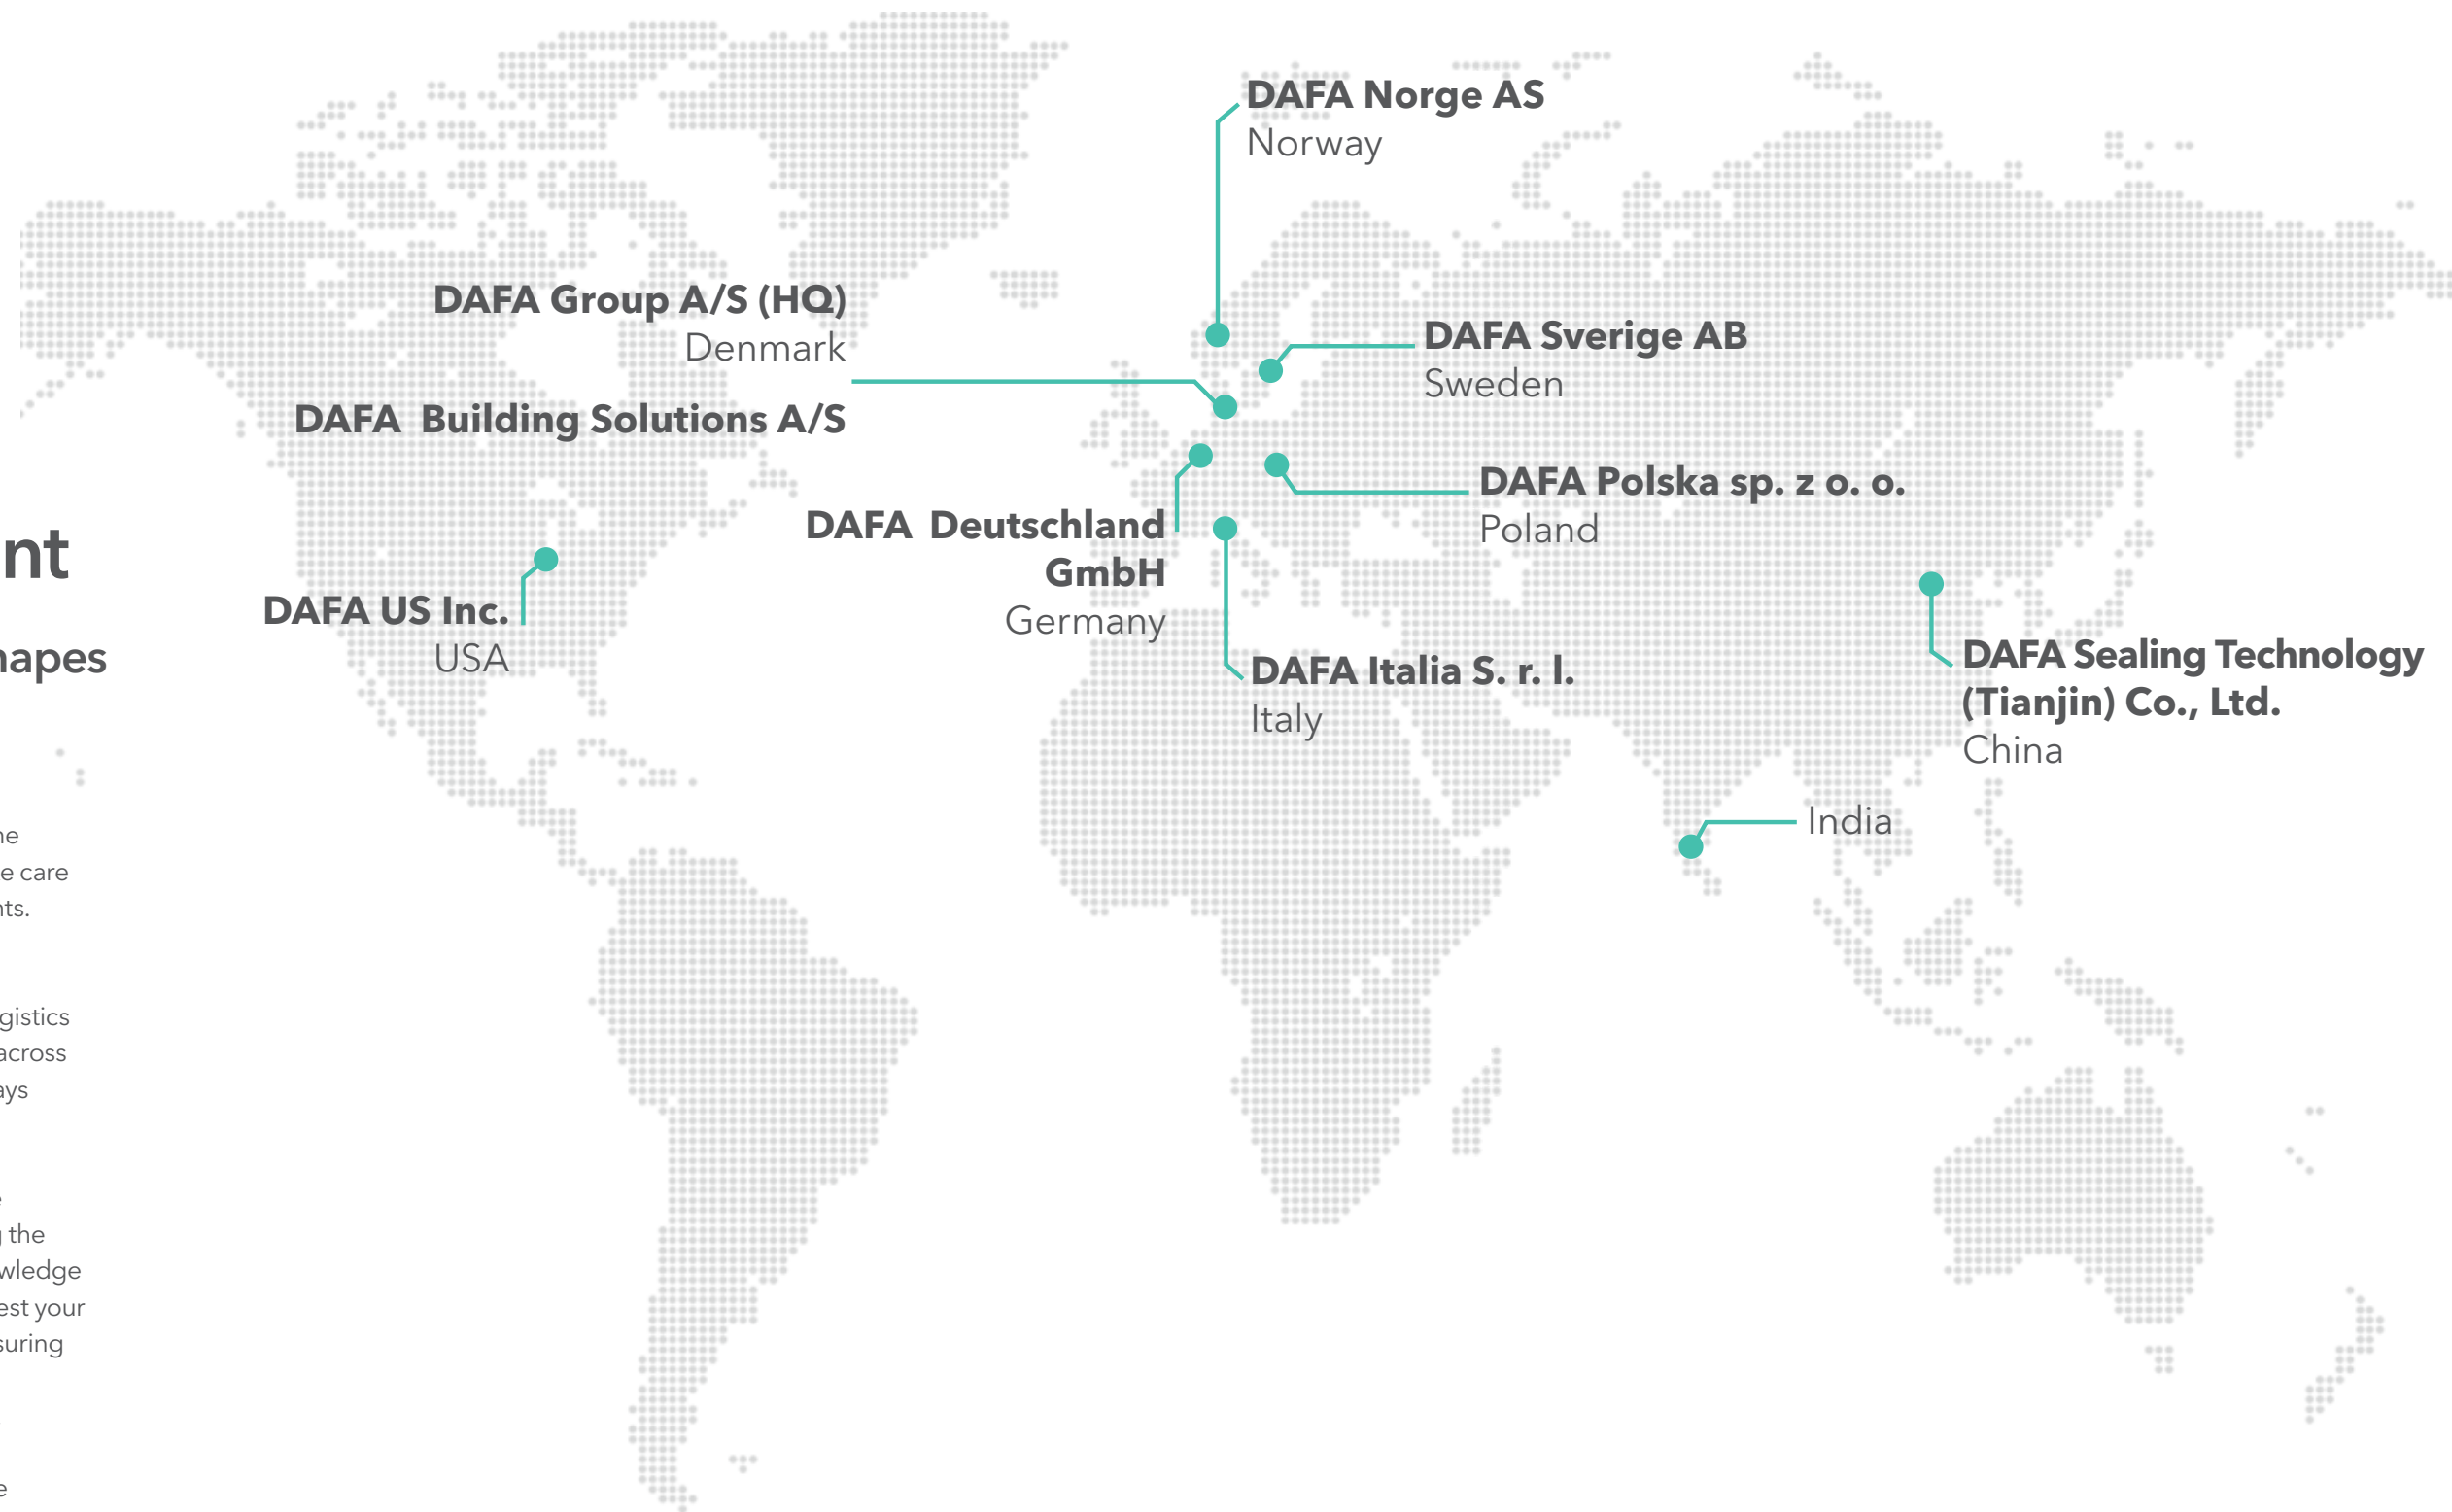 nt
napes
ne
e care
nts.
gistics
across
ays
e
g the
wledge
est your
suring
e
DAFA Norge AS
Norway
DAFA Group A/S (HQ)
Denmark
DAFA Building Solutions A/S
DAFA Sverige AB
Sweden
DAFA Polska sp. z o. o.
Poland
DAFA Deutschland
GmbH
Germany
DAFA US Inc.
USA
DAFA Italia S. r. l.
Italy
DAFA Sealing Technology
(Tianjin) Co., Ltd.
China
India